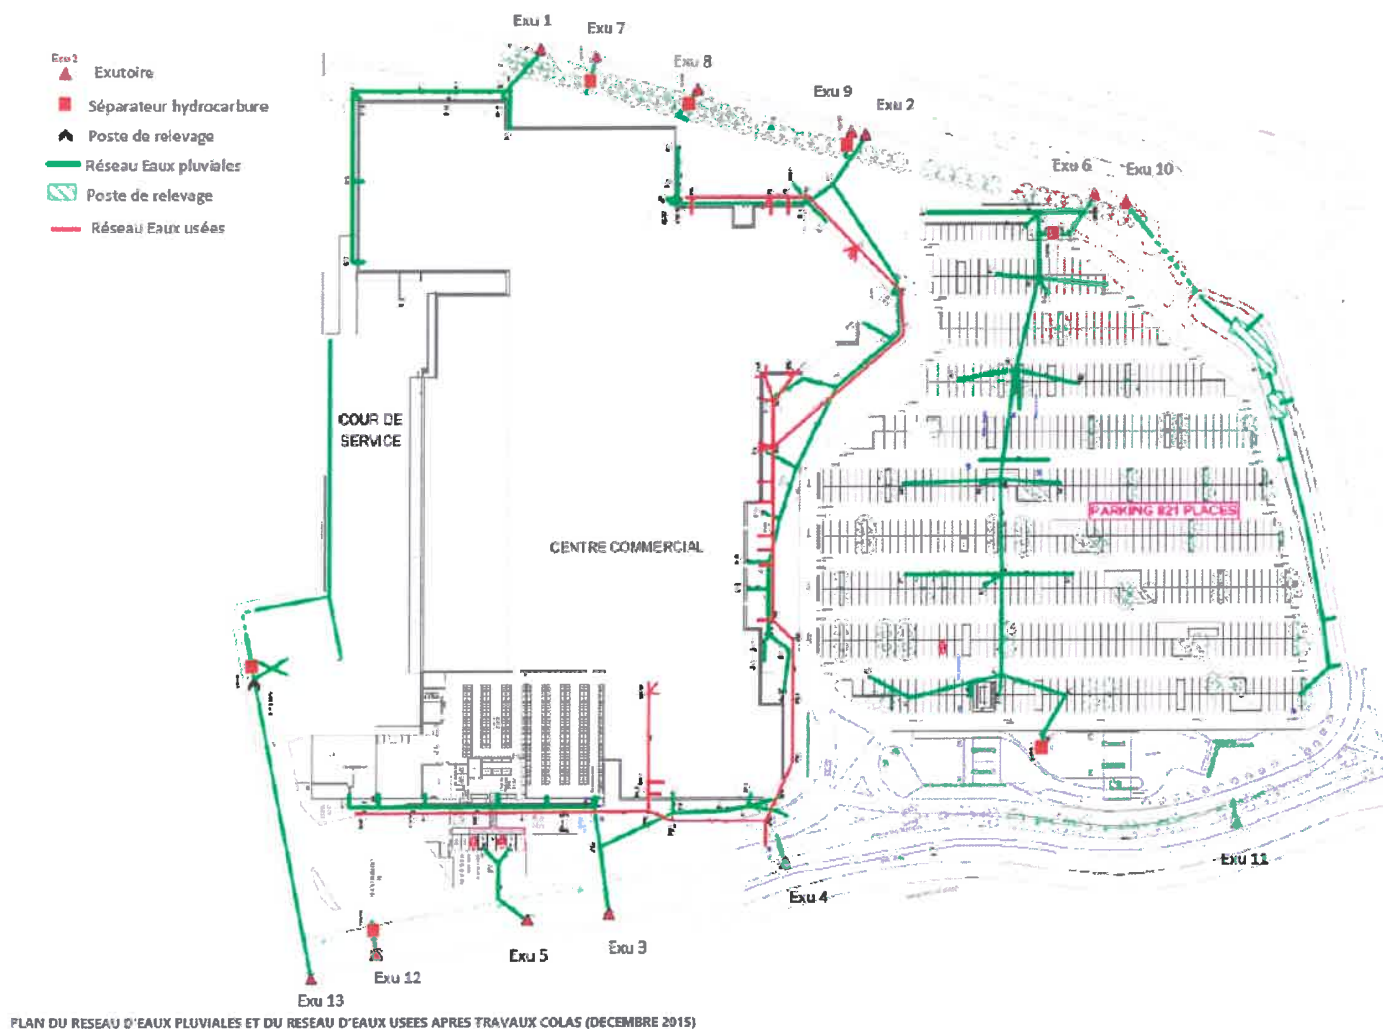 Exu 1
Exu 7
Exu 8
Exu 9
Exu 2
Exu 6
Exu 10
Exu 2
Exutoire
Séparateur hydrocarbure
Poste de relevage
Réseau Eaux pluviales
Poste de relevage
Réseau Eaux usées
COUR DE
SERVICE
CENTRE COMMERCIAL
PARKING 821 PLACES
Exu 11
Exu 4
Exu 3
Exu 5
Exu 12
Exu 13
PLAN DU RESEAU D'EAUX PLUVIALES ET DU RESEAU D'EAUX USEES APRES TRAVAUX COLAS (DECEMBRE 2015)